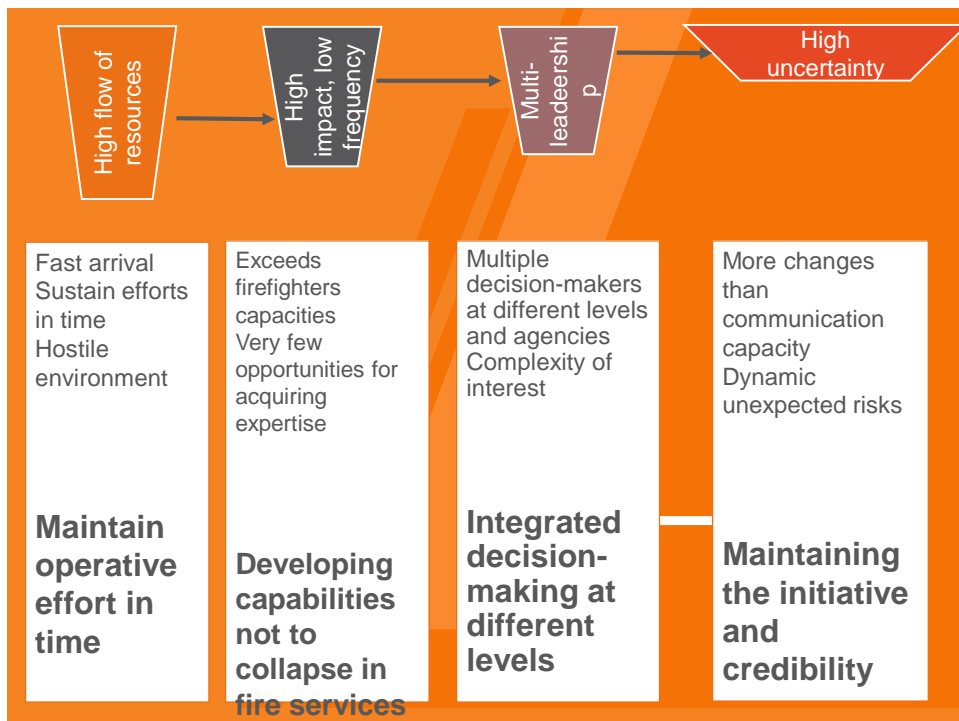 High flow of
resources
High
impact, low
frequency
Multi-
leadeershi
p
High
uncertainty
Fast arrival
Sustain efforts
in time
Hostile
environment
Maintain
operative
effort in
time
Exceeds
firefighters
capacities
Very few
opportunities for
acquiring
expertise
Developing
capabilities
not to
collapse in
fire services
Multiple
decision-makers
at different levels
and agencies
Complexity of
interest
Integrated
decision-
making at
different
levels
More changes
than
communication
capacity
Dynamic
unexpected risks
Maintaining
the initiative
and
credibility